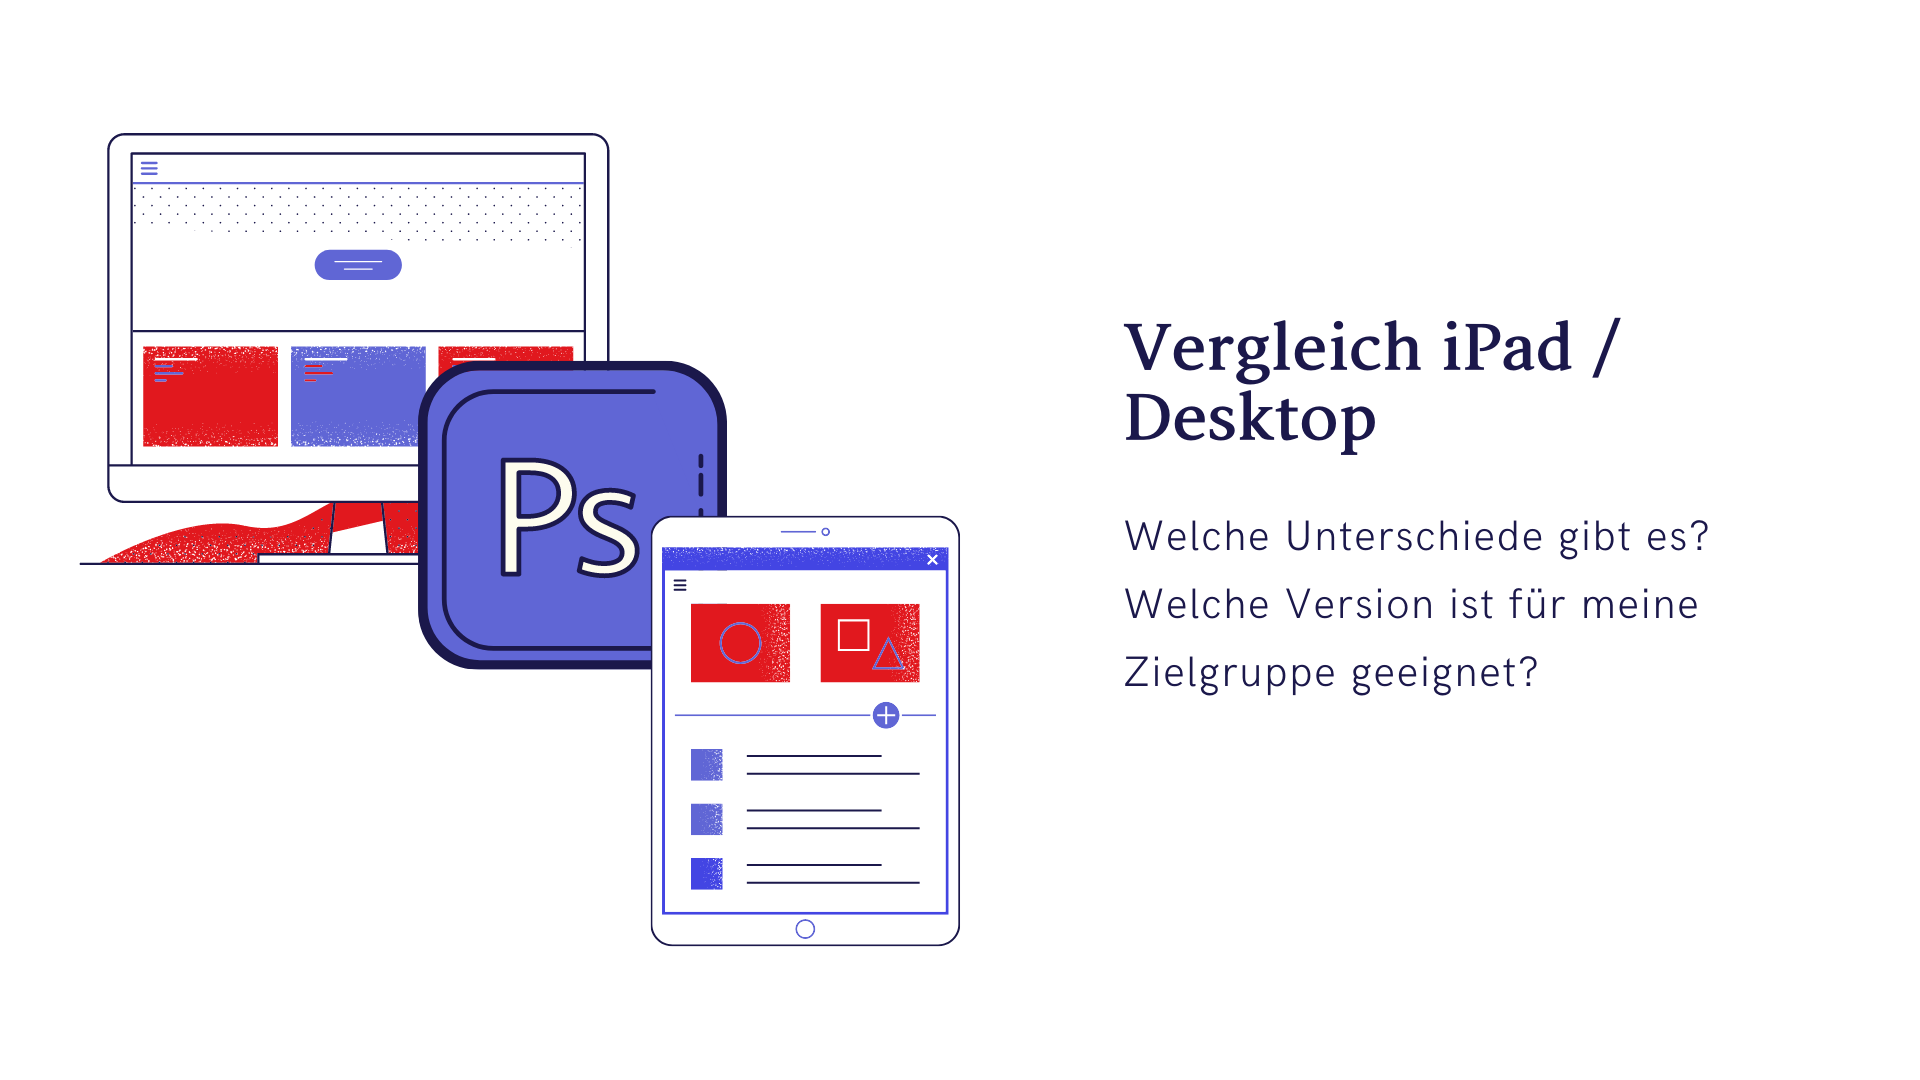 Ps
Vergleich iPad /
Desktop
Welche Unterschiede gibt es?
Welche Version ist für meine
Zielgruppe geeignet?